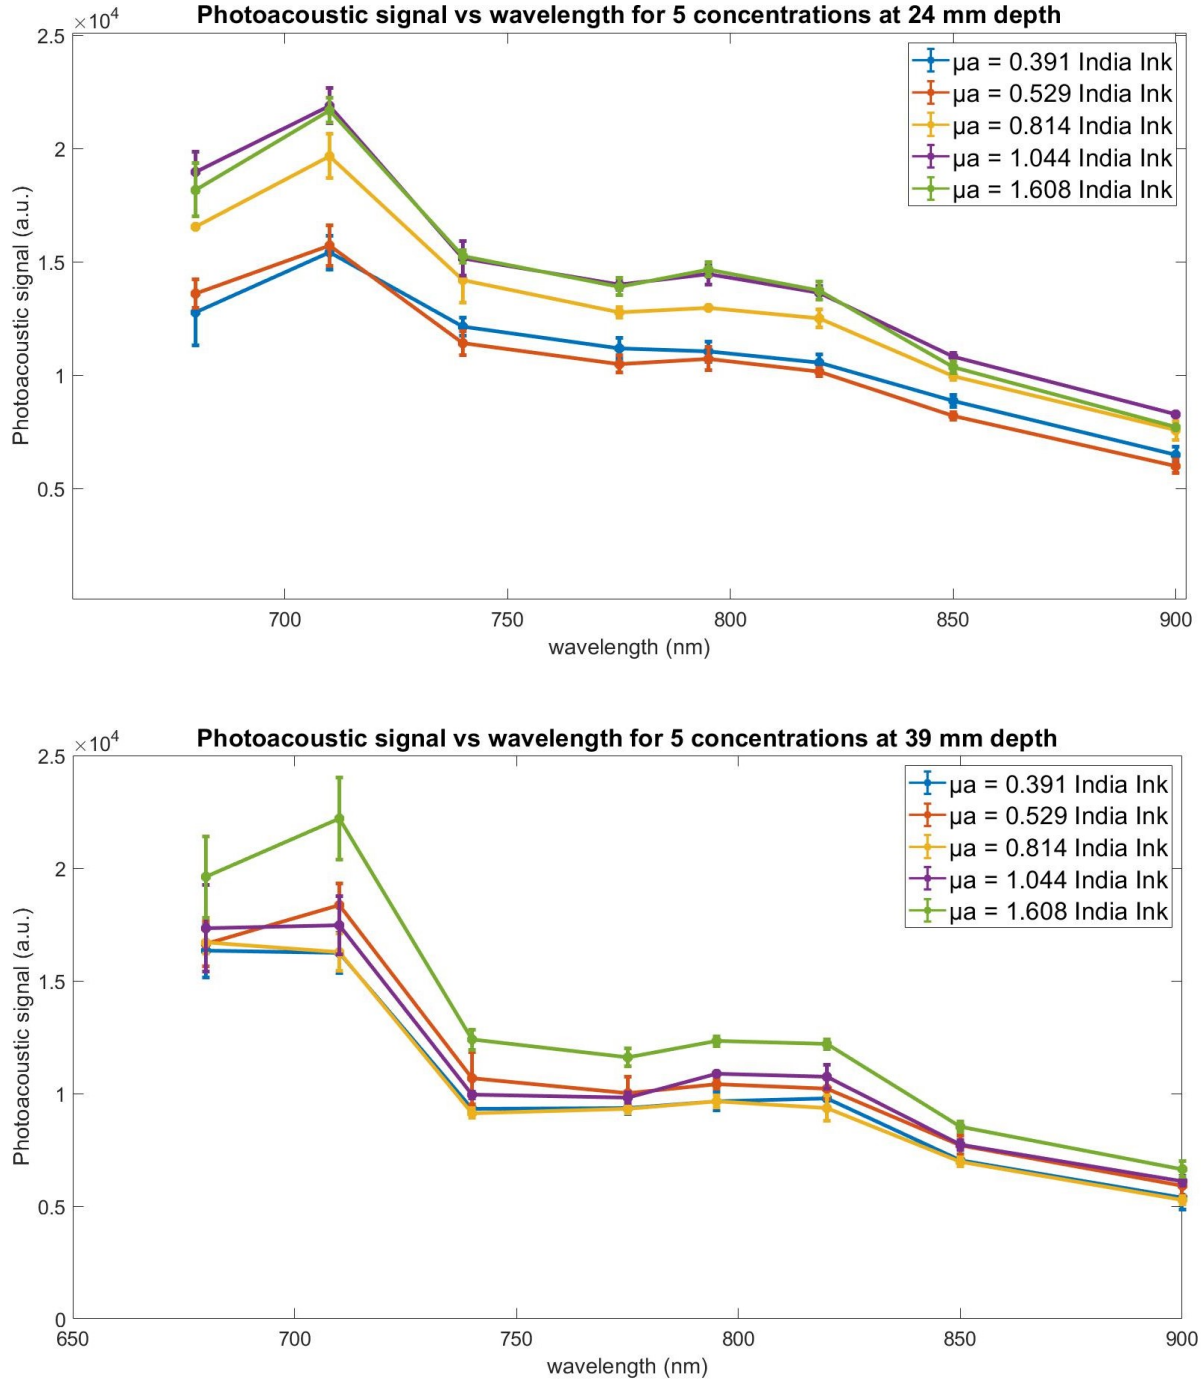 Photoacoustic signal vs wavelength for 5 concentrations at 24 mm depth
×10⁴
2.5
2
1.5
1
0.5
Photoacoustic signal (a.u.)
µa = 0.391 India Ink
µa = 0.529 India Ink
µa = 0.814 India Ink
µa = 1.044 India Ink
µa = 1.608 India Ink
700 750 800 850 900
wavelength (nm)
Photoacoustic signal vs wavelength for 5 concentrations at 39 mm depth
×10⁴
2.5
2
1.5
1
0.5
0
Photoacoustic signal (a.u.)
µa = 0.391 India Ink
µa = 0.529 India Ink
µa = 0.814 India Ink
µa = 1.044 India Ink
µa = 1.608 India Ink
650 700 750 800 850 900
wavelength (nm)